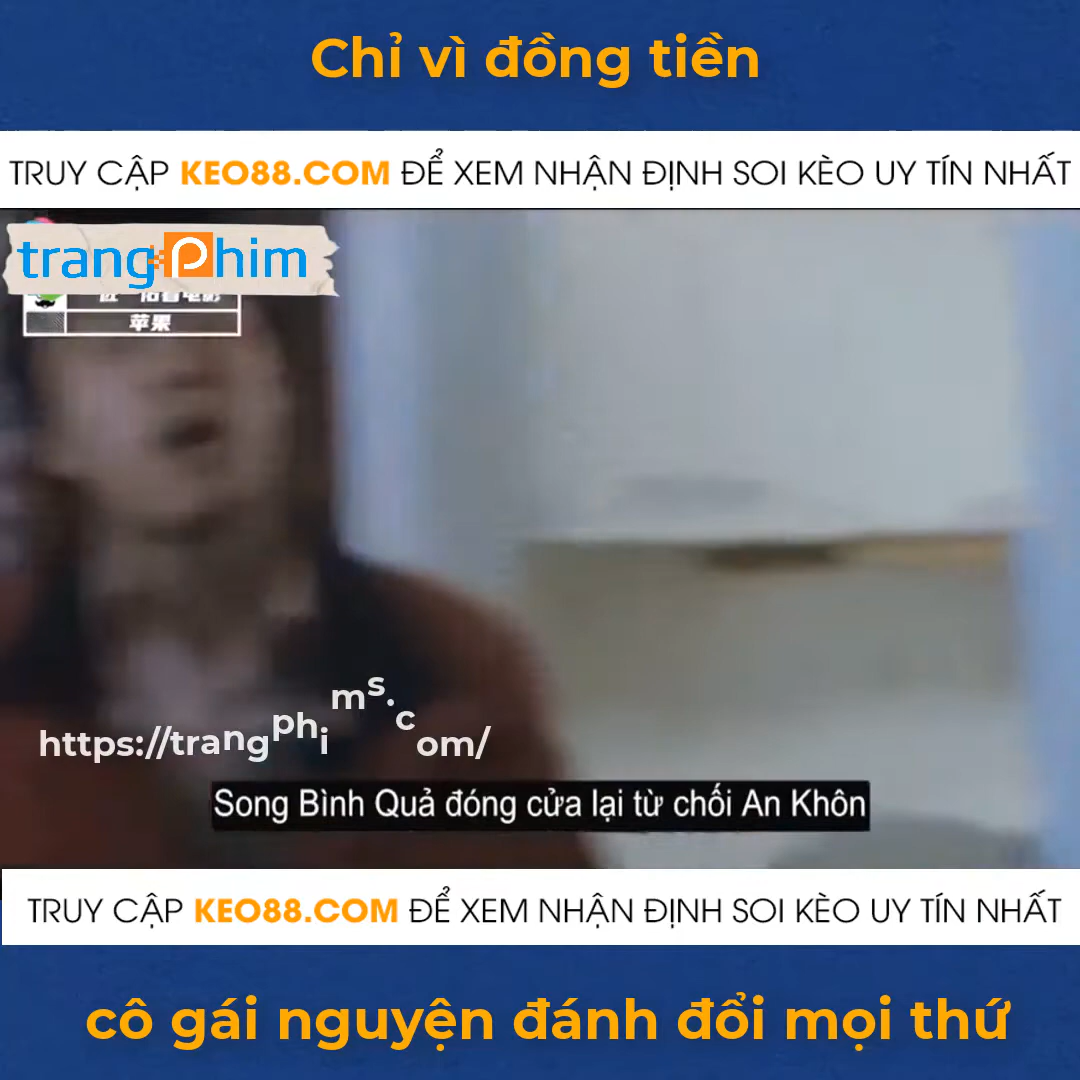 Chỉ vì đồng tiền
TRUY CẬP KEO88.COM ĐỂ XEM NHẬN ĐỊNH SOI KÈO UY TÍN NHẤT
trangPhim
苹果
https://trangphims.com/
Song Bình Quả đóng cửa lại từ chối An Khôn
TRUY CẬP KEO88.COM ĐỂ XEM NHẬN ĐỊNH SOI KÈO UY TÍN NHẤT
cô gái nguyện đánh đổi mọi thứ